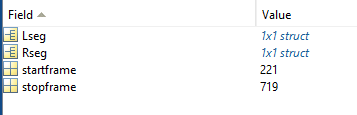 Field Value
Lseg 1x1 struct
Rseg 1x1 struct
startframe 221
stopframe 719